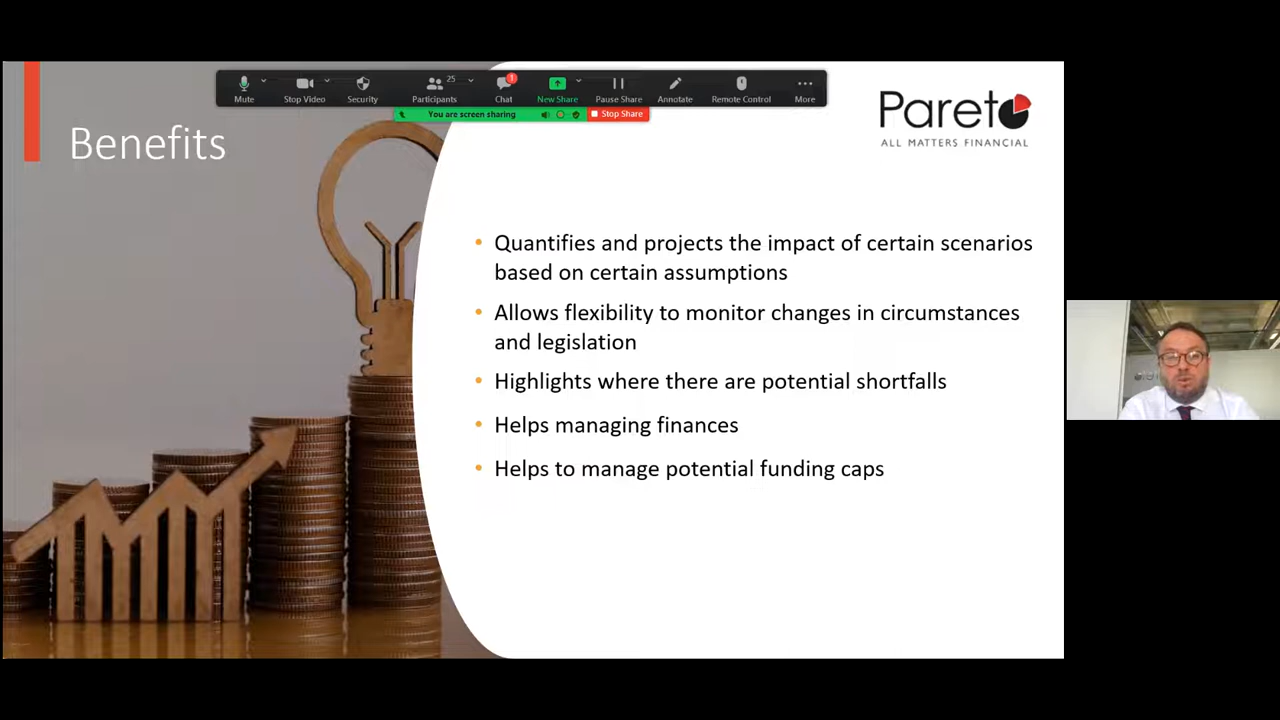 25
1
Mute
Stop Video
Security
Participants
Chat
New Share
Pause Share
Annotate
Remote Control
More
You are screen sharing
Stop Share
Benefits
Pareto
ALL MATTERS FINANCIAL
• Quantifies and projects the impact of certain scenarios
based on certain assumptions
• Allows flexibility to monitor changes in circumstances
and legislation
• Highlights where there are potential shortfalls
• Helps managing finances
• Helps to manage potential funding caps